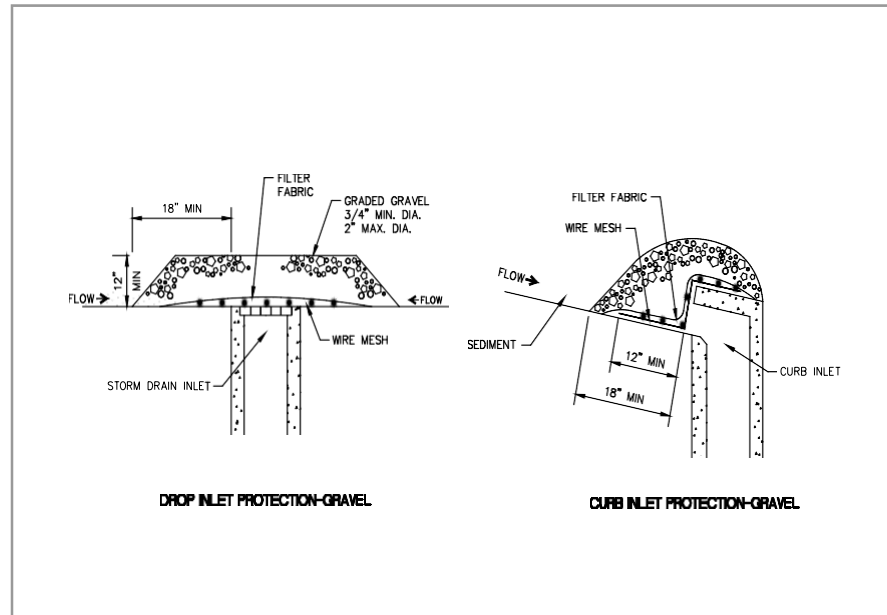 FILTER
FABRIC
18" MIN
GRADED GRAVEL
3/4" MIN. DIA.
2" MAX. DIA.
12"
MIN
FLOW
FLOW
WIRE MESH
STORM DRAIN INLET
DROP INLET PROTECTION-GRAVEL
FILTER FABRIC
WIRE MESH
FLOW
SEDIMENT
12" MIN
18" MIN
CURB INLET
CURB INLET PROTECTION-GRAVEL